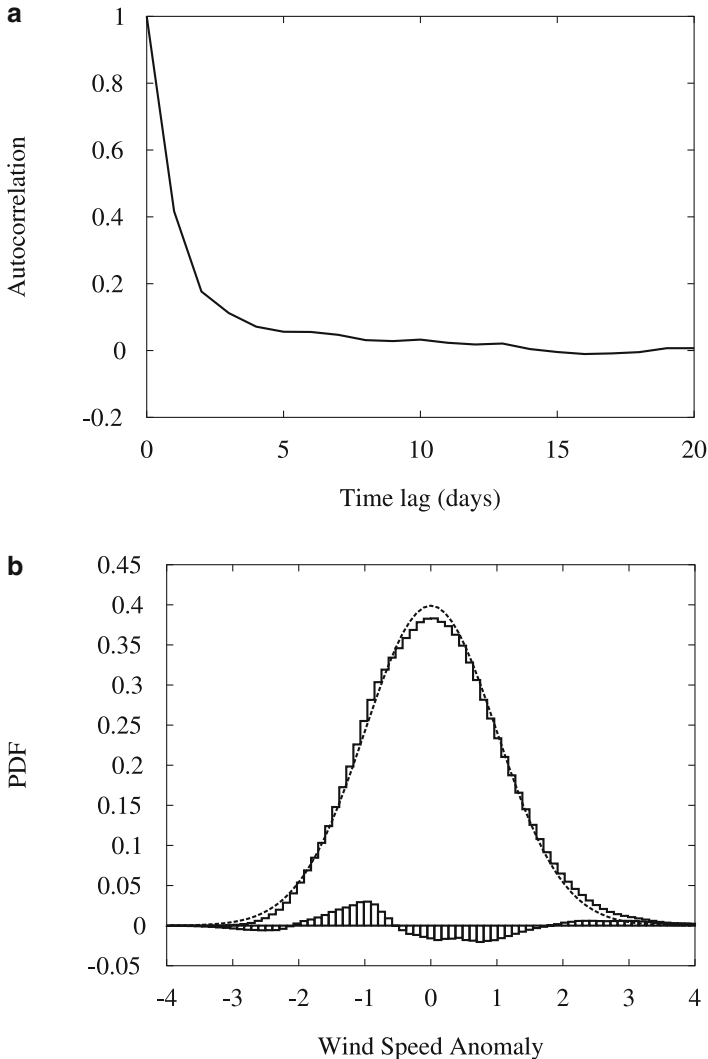 a
1
0.8
0.6
0.4
0.2
0
-0.2
Autocorrelation
0 5 10 15 20
Time lag (days)
b
0.45
0.4
0.35
0.3
0.25
0.2
0.15
0.1
0.05
0
-0.05
PDF
-4 -3 -2 -1 0 1 2 3 4
Wind Speed Anomaly